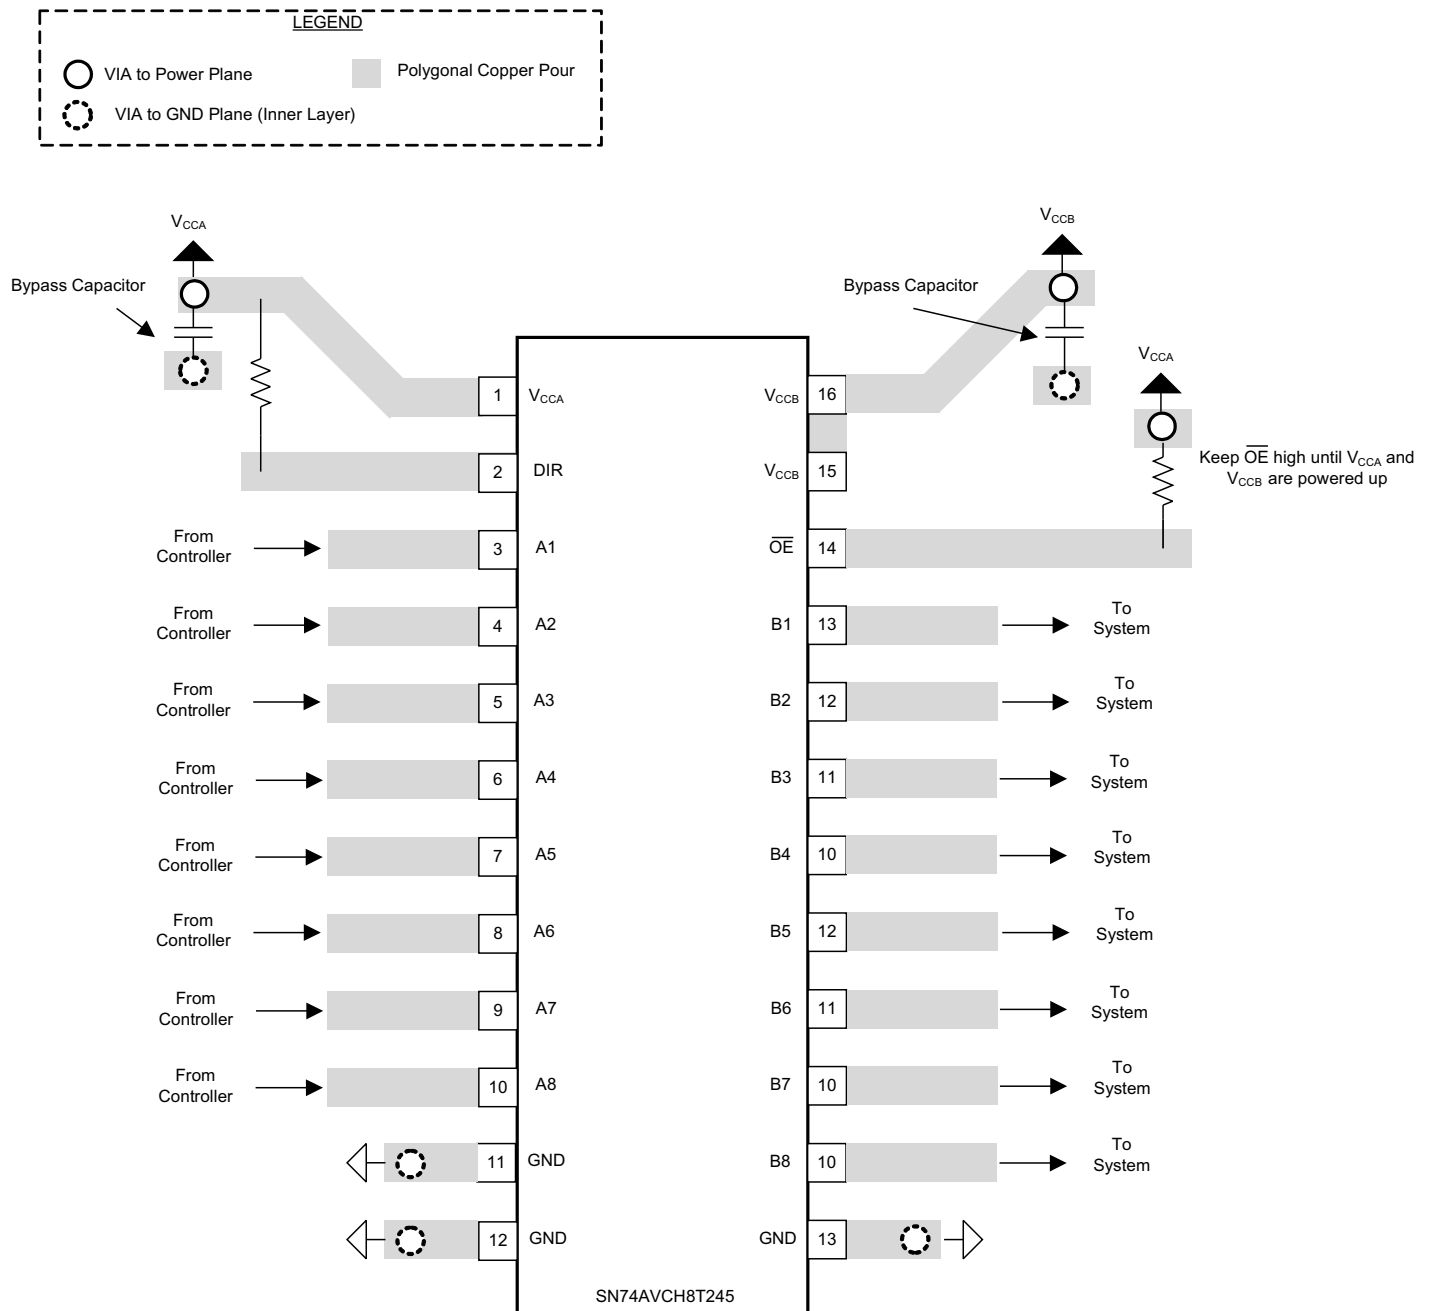 LEGEND
VIA to Power Plane
Polygonal Copper Pour
VIA to GND Plane (Inner Layer)
VCCA
Bypass Capacitor
VCCB
Bypass Capacitor
VCCA
Keep O̅E̅ high until VCCA and
VCCB are powered up
1 VCCA
VCCB 16
2 DIR
VCCB 15
From
Controller
3 A1
O̅E̅ 14
From
Controller
4 A2
B1 13
To
System
From
Controller
5 A3
B2 12
To
System
From
Controller
6 A4
B3 11
To
System
From
Controller
7 A5
B4 10
To
System
From
Controller
8 A6
B5 12
To
System
From
Controller
9 A7
B6 11
To
System
From
Controller
10 A8
B7 10
To
System
11 GND
B8 10
To
System
12 GND
GND 13
SN74AVCH8T245